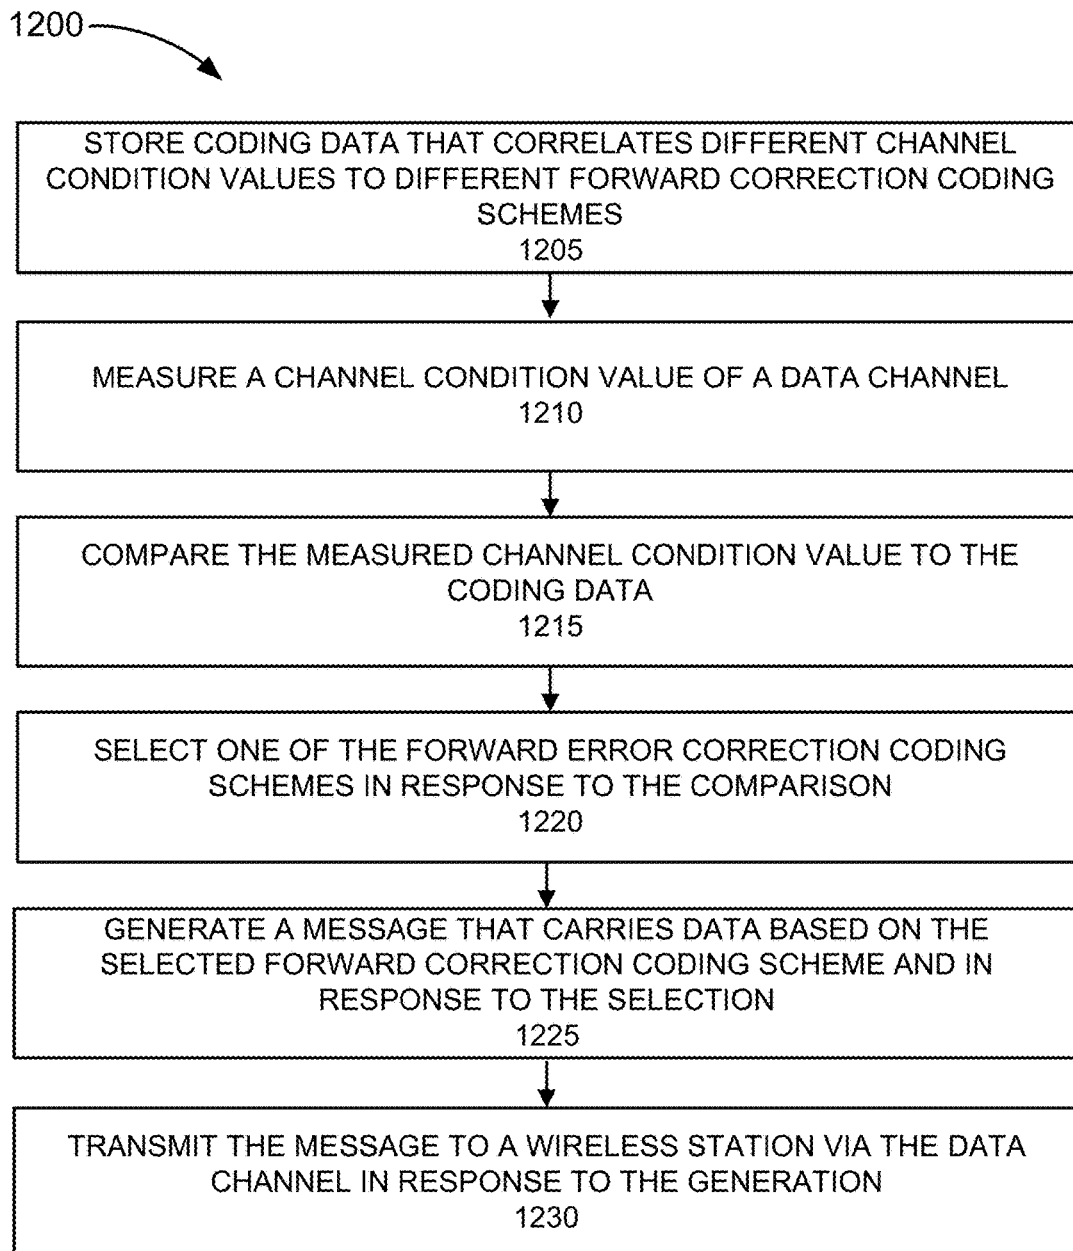 1200
STORE CODING DATA THAT CORRELATES DIFFERENT CHANNEL
CONDITION VALUES TO DIFFERENT FORWARD CORRECTION CODING
SCHEMES
1205
MEASURE A CHANNEL CONDITION VALUE OF A DATA CHANNEL
1210
COMPARE THE MEASURED CHANNEL CONDITION VALUE TO THE
CODING DATA
1215
SELECT ONE OF THE FORWARD ERROR CORRECTION CODING
SCHEMES IN RESPONSE TO THE COMPARISON
1220
GENERATE A MESSAGE THAT CARRIES DATA BASED ON THE
SELECTED FORWARD CORRECTION CODING SCHEME AND IN
RESPONSE TO THE SELECTION
1225
TRANSMIT THE MESSAGE TO A WIRELESS STATION VIA THE DATA
CHANNEL IN RESPONSE TO THE GENERATION
1230